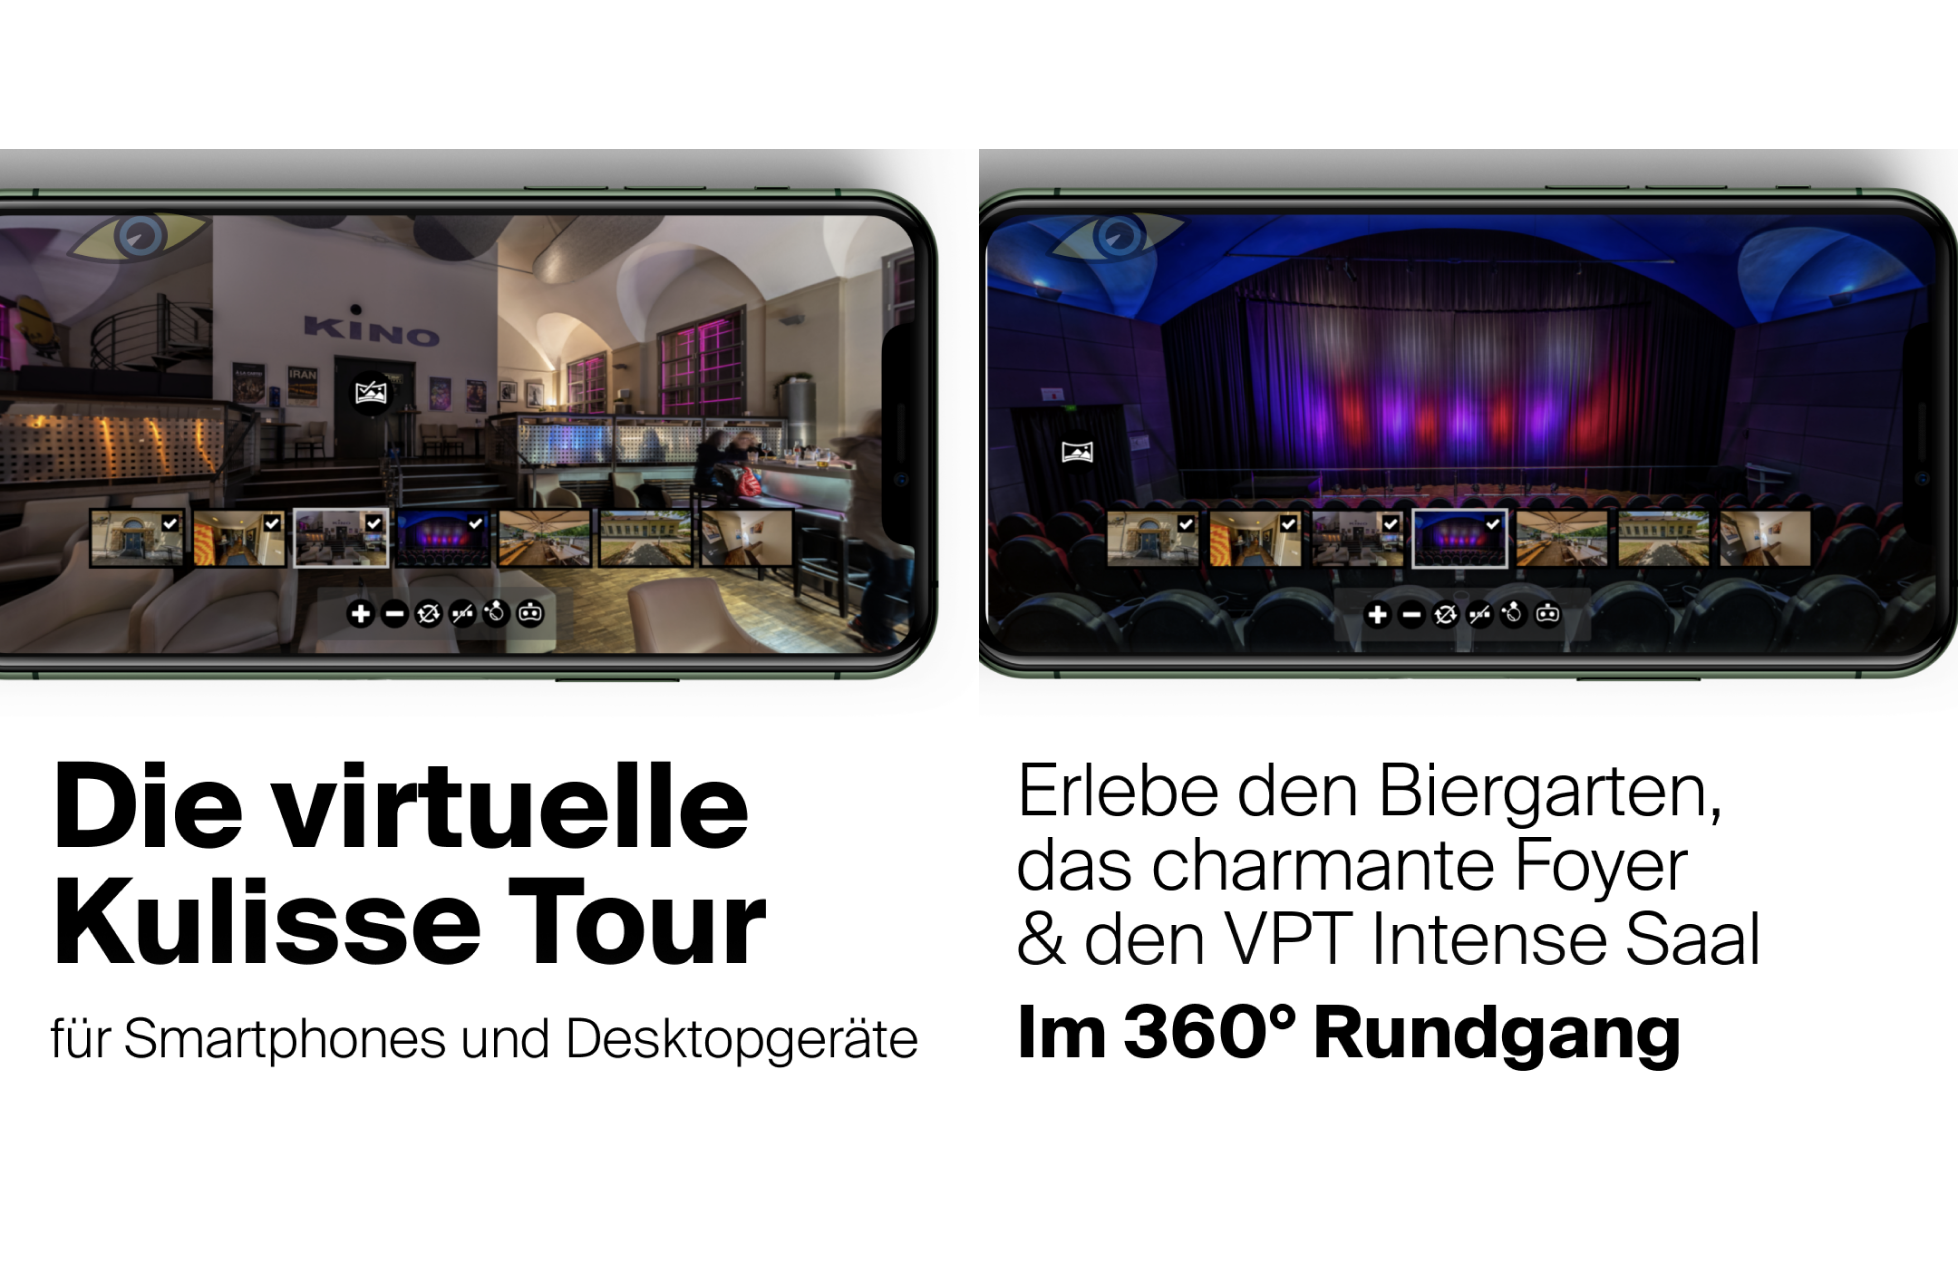 KINO
IRAN
Die virtuelle
Kulisse Tour
für Smartphones und Desktopgeräte
Erlebe den Biergarten,
das charmante Foyer
& den VPT Intense Saal
Im 360° Rundgang